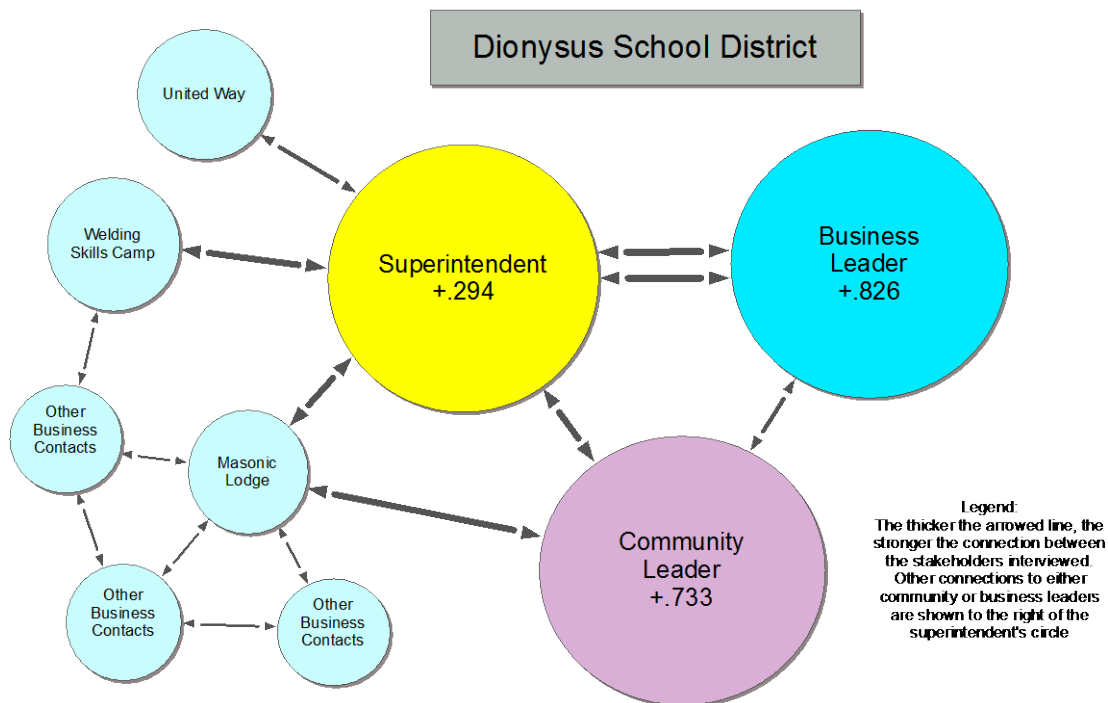 Dionysus School District
United Way
Welding
Skills Camp
Superintendent
+.294
Business
Leader
+.826
Other
Business
Contacts
Masonic
Lodge
Community
Leader
+.733
Other
Business
Contacts
Other
Business
Contacts
Legend:
The thicker the arrowed line, the
stronger the connection between
the stakeholders interviewed.
Other connections to either
community or business leaders
are shown to the right of the
superintendent's circle